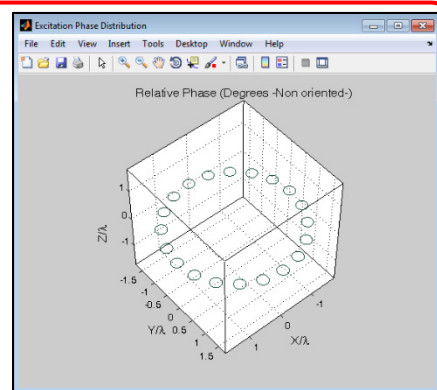 Excitation Phase Distribution
File Edit View Insert Tools Desktop Window Help
Relative Phase (Degrees -Non oriented-)
1
0
-1
Z/λ
-1.5
-1
-0.5
0
0.5
1
1.5
Y/λ
-1
0
1
X/λ